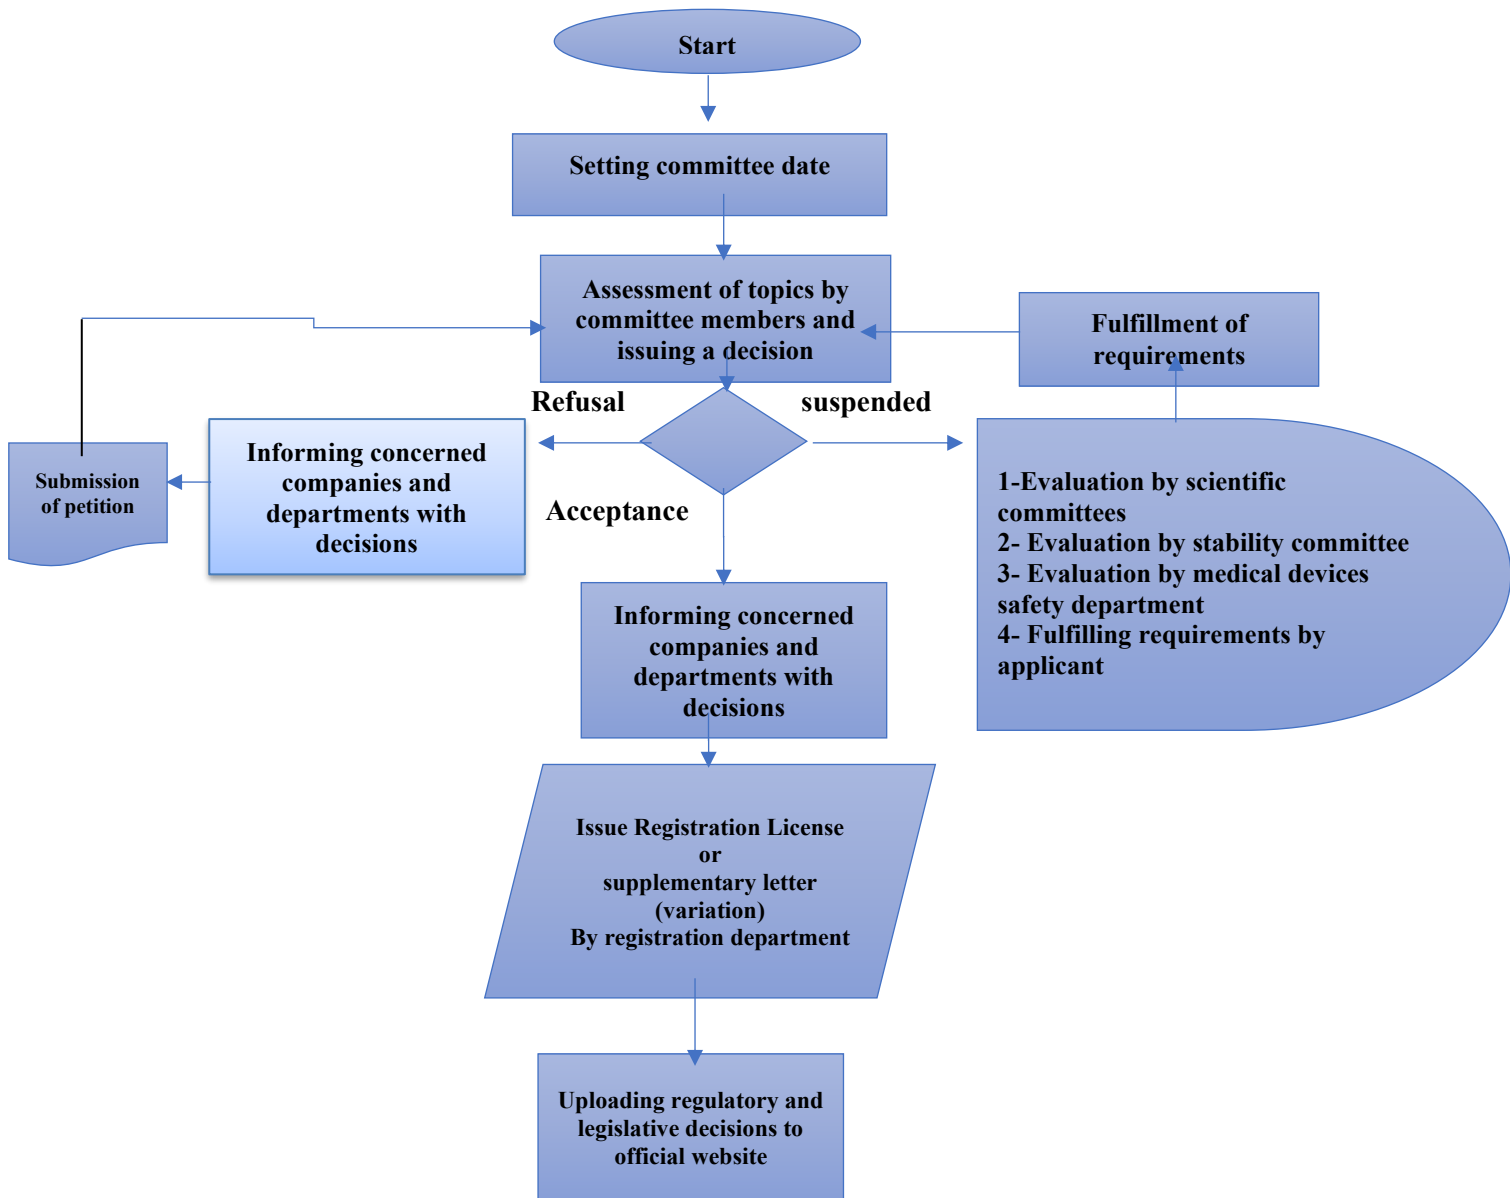 Start
Setting committee date
Assessment of topics by
committee members and
issuing a decision
Fulfillment of
requirements
Refusal
suspended
Submission
of petition
Informing concerned
companies and
departments with
decisions
Acceptance
1-Evaluation by scientific
committees
2- Evaluation by stability committee
3- Evaluation by medical devices
safety department
4- Fulfilling requirements by
applicant
Informing concerned
companies and
departments with
decisions
Issue Registration License
or
supplementary letter
(variation)
By registration department
Uploading regulatory and
legislative decisions to
official website